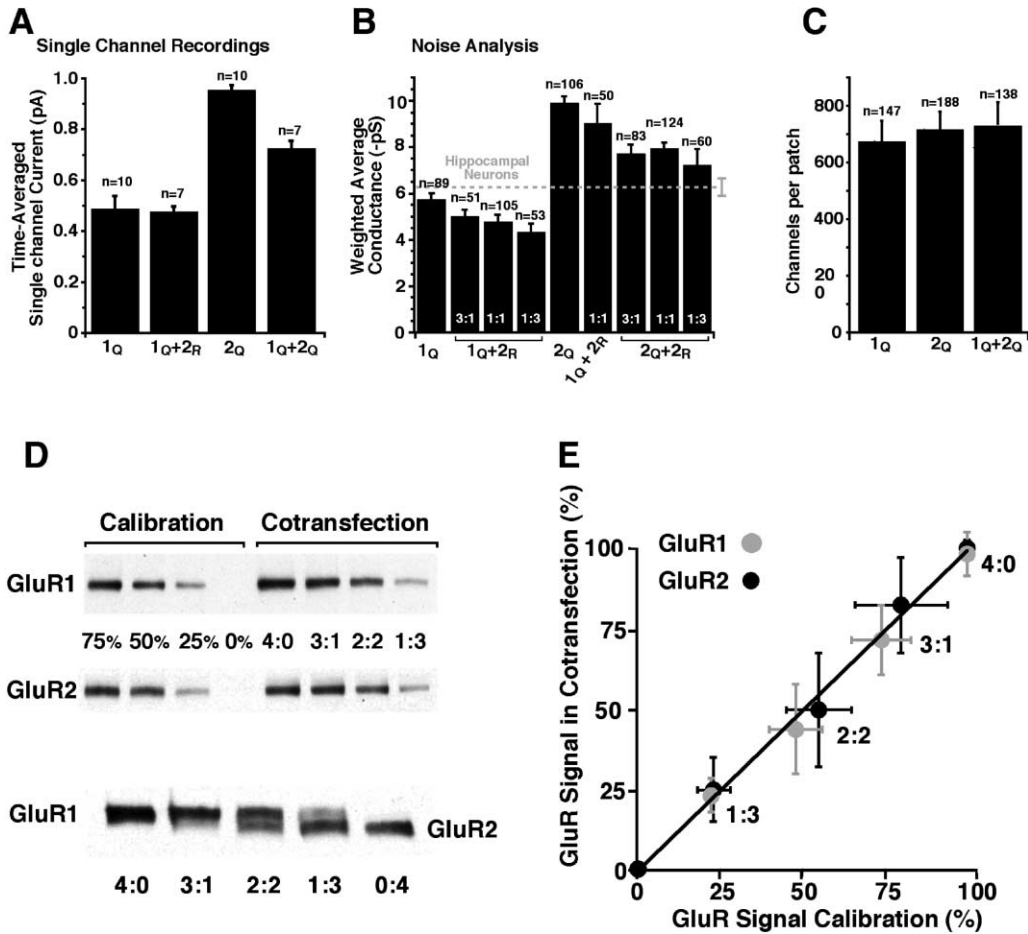 A
Single Channel Recordings
Time-Averaged
Single channel Current (pA)
1.0
0.8
0.6
0.4
0.2
0
n=10
n=7
n=10
n=7
1Q
1Q+2R
2Q
1Q+2Q
B
Noise Analysis
Weighted Average
Conductance (-pS)
10
8
6
4
2
0
Hippocampal
Neurons
n=89
n=51
n=105
n=53
n=106
n=50
n=83
n=124
n=60
3:1
1:1
1:3
1:1
3:1
1:1
1:3
1Q
1Q+2R
2Q
1Q+2R
2Q+2R
C
Channels per patch
800
600
400
20
0
n=147
n=188
n=138
1Q
2Q
1Q+2Q
D
Calibration
Cotransfection
GluR1
75% 50% 25% 0% 4:0 3:1 2:2 1:3
GluR2
GluR1
GluR2
4:0 3:1 2:2 1:3 0:4
E
GluR Signal in Cotransfection (%)
100
75
50
25
0
GluR1
GluR2
4:0
3:1
2:2
1:3
0 25 50 75 100
GluR Signal Calibration (%)